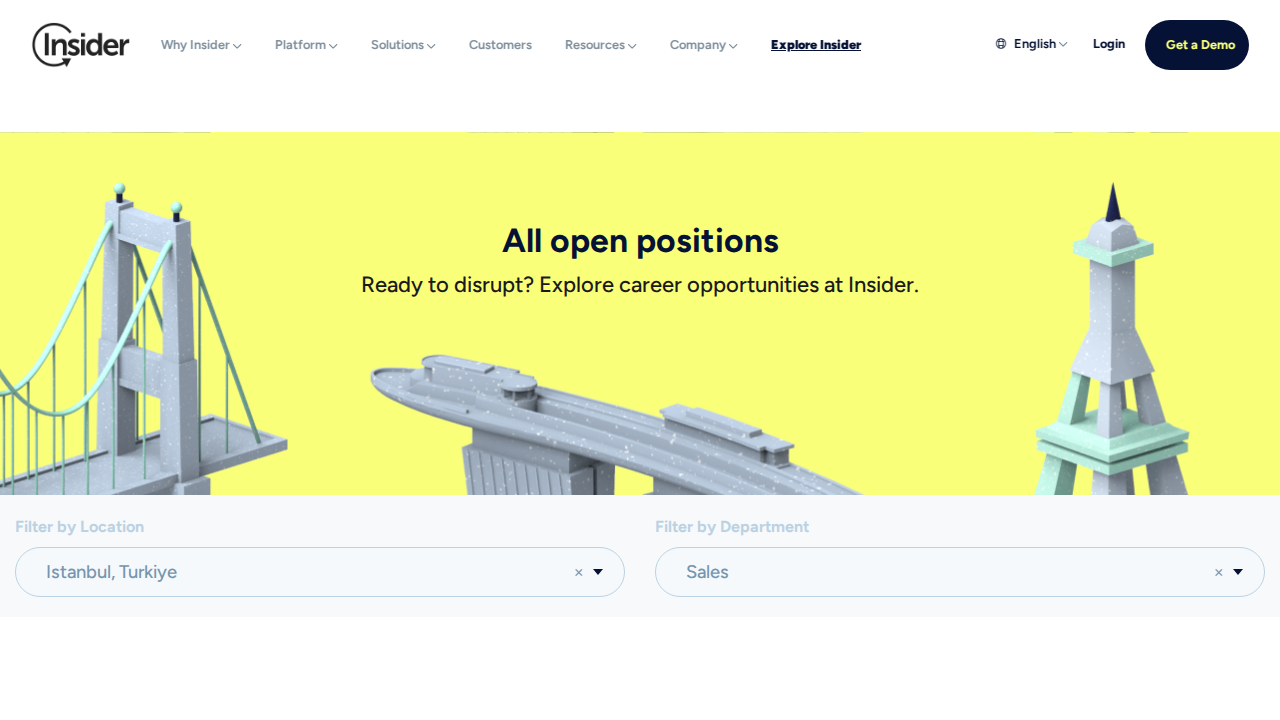 Insider
Why Insider
Platform
Solutions
Customers
Resources
Company
Explore Insider
English
Login
Get a Demo
All open positions
Ready to disrupt? Explore career opportunities at Insider.
Filter by Location
Filter by Department
Istanbul, Turkiye ×
Sales ×